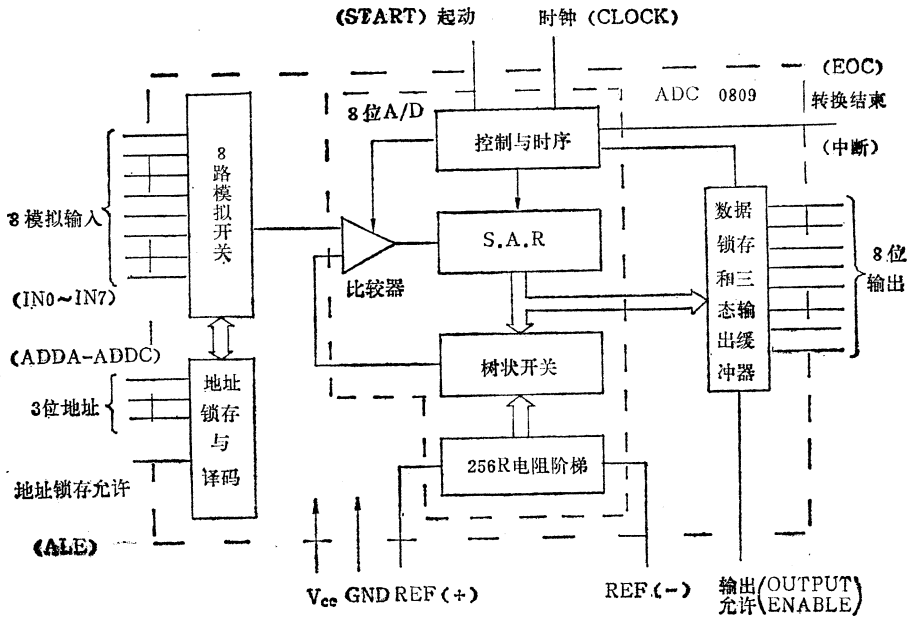 (START) 起动
时钟 (CLOCK)
(EOC)
8位A/D
ADC 0809
转换结束
(中断)
控制与时序
8路模拟开关
8模拟输入
(IN0～IN7)
S.A.R
比较器
数据
锁存
和三
态输
出缓
冲器
8位
输出
(ADDA-ADDC)
3位地址
地址
锁存
与
译码
树状开关
256R电阻阶梯
地址锁存允许
(ALE)
Vcc GND REF(+)
REF(-)
输出(OUTPUT
允许 ENABLE)